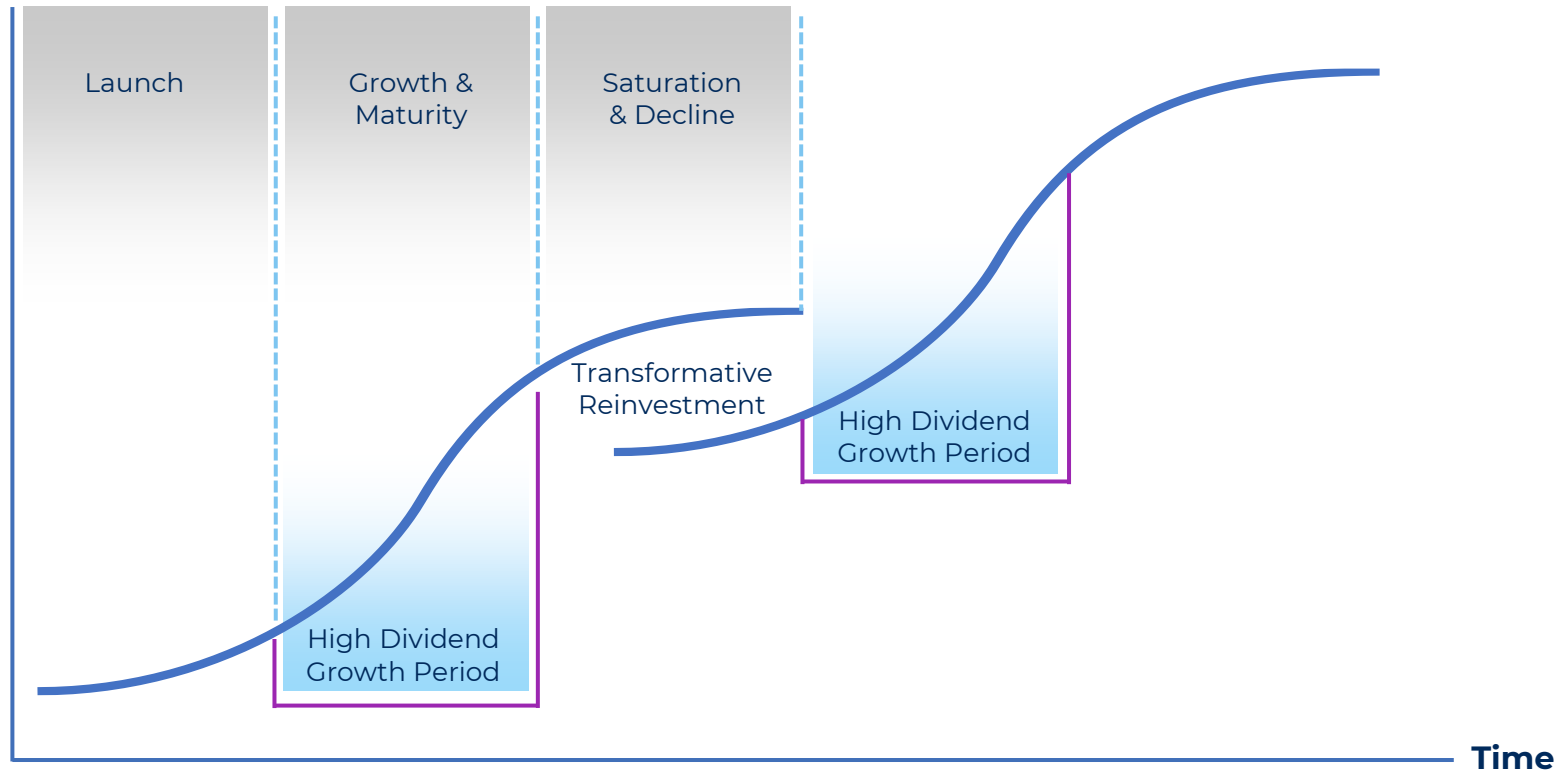 Launch
Growth &
Maturity
Saturation
& Decline
Transformative
Reinvestment
High Dividend
Growth Period
High Dividend
Growth Period
Time